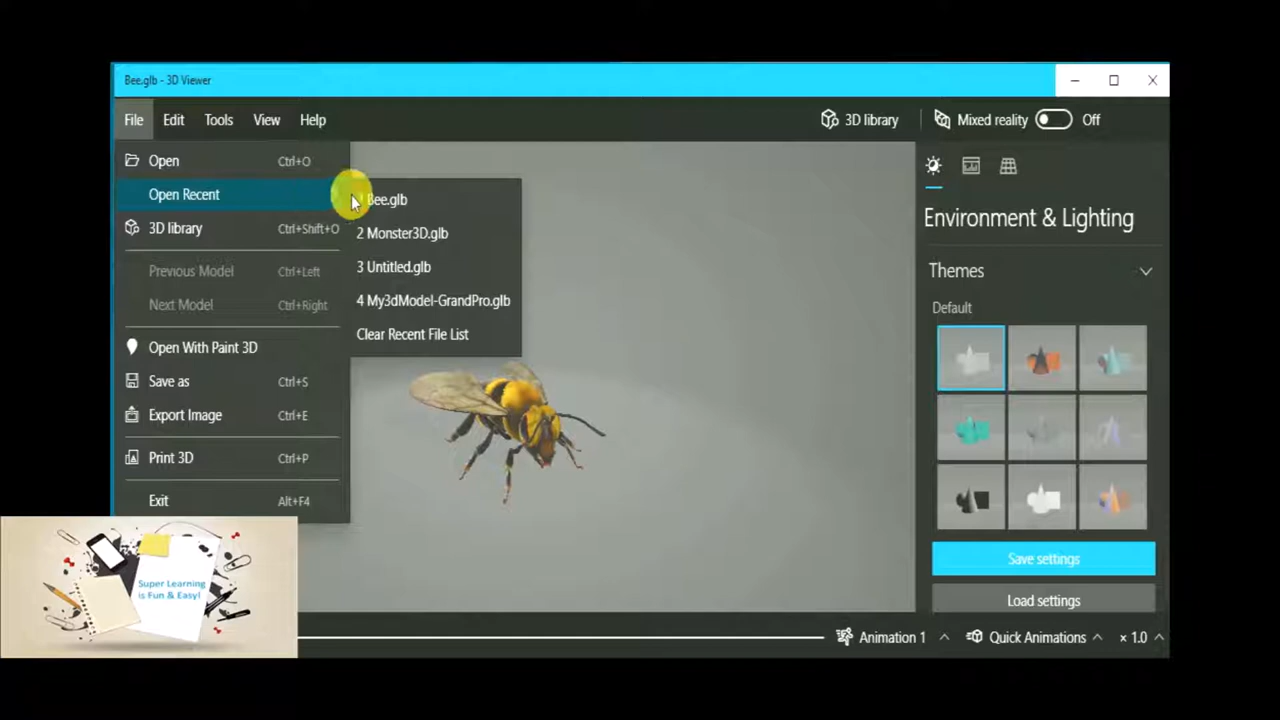 Bee.glb - 3D Viewer
File Edit Tools View Help 3D library Mixed reality Off
Open Ctrl+O
Open Recent
3D library Ctrl+Shift+O
Previous Model Ctrl+Left
Next Model Ctrl+Right
Open With Paint 3D
Save as Ctrl+S
Export Image Ctrl+E
Print 3D Ctrl+P
Exit Alt+F4
Bee.glb
2 Monster3D.glb
3 Untitled.glb
4 My3dModel-GrandPro.glb
Clear Recent File List
Environment & Lighting
Themes
Default
Save settings
Load settings
Super Learning
is Fun & Easy!
Animation 1 Quick Animations × 1.0